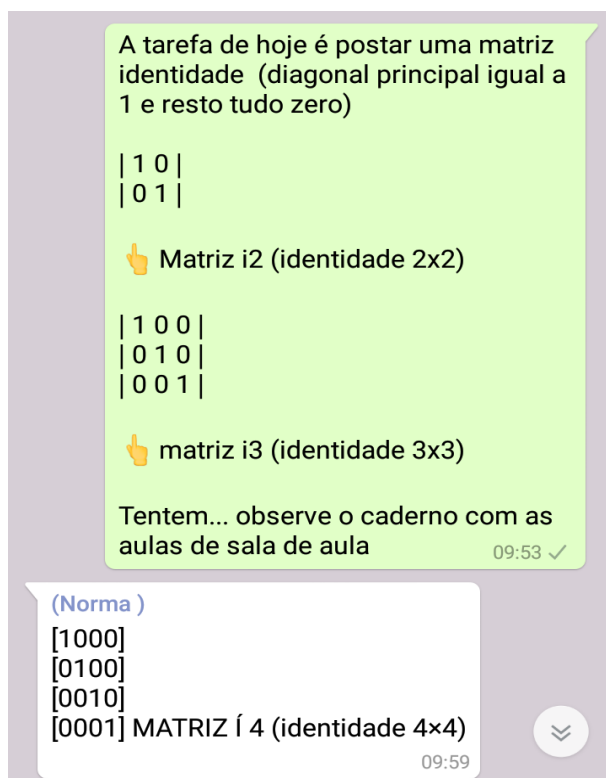 A tarefa de hoje é postar uma matriz
identidade  (diagonal principal igual a
1 e resto tudo zero)
| 1 0 |
| 0 1 |
👆 Matriz i2 (identidade 2x2)
| 1 0 0 |
| 0 1 0 |
| 0 0 1 |
👆 matriz i3 (identidade 3x3)
Tentem... observe o caderno com as
aulas de sala de aula
09:53
(Norma )
[1000]
[0100]
[0010]
[0001] MATRIZ Í 4 (identidade 4×4)
09:59